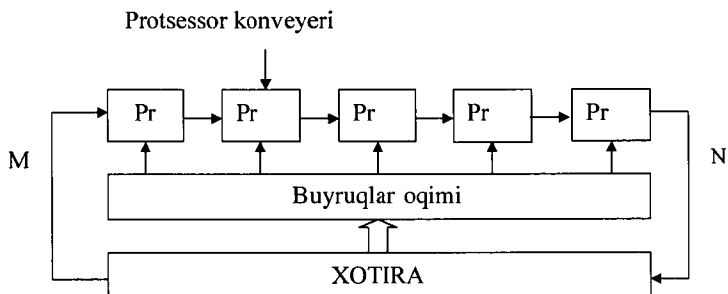 Protsessor konveyeri
Pr Pr Pr Pr Pr
M
N
Buyruqlar oqimi
XOTIRA